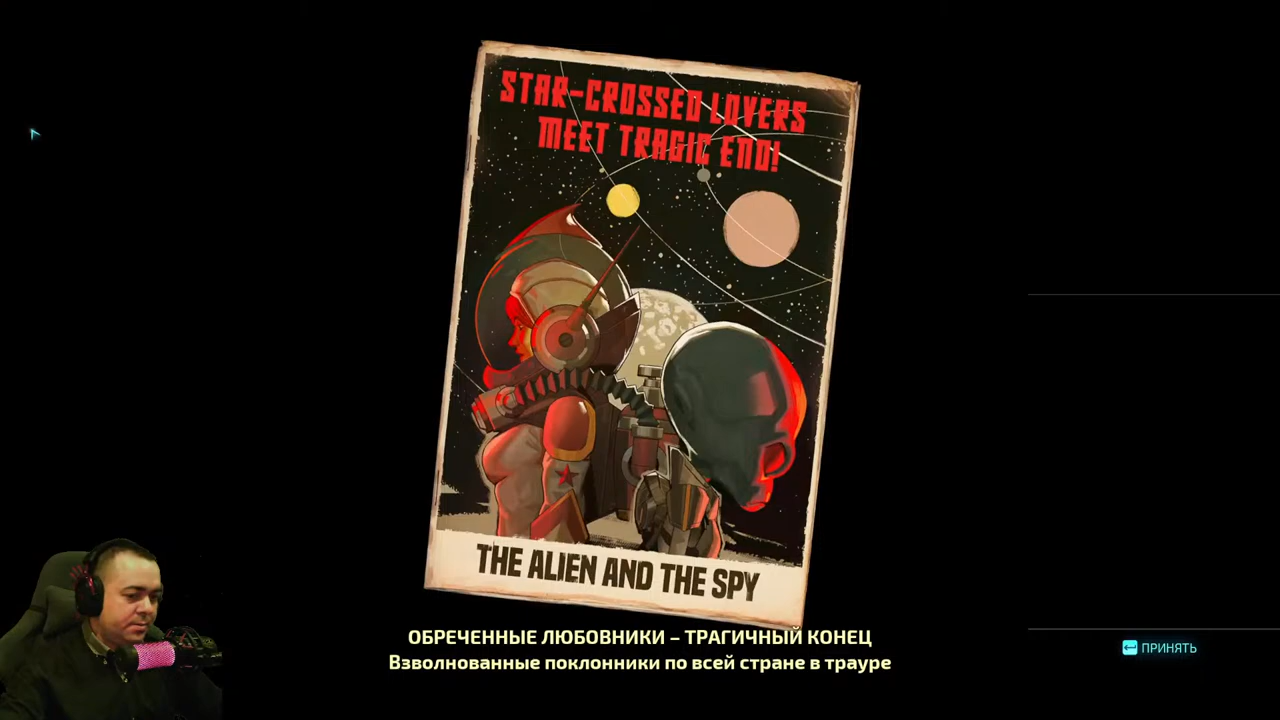 STAR-CROSSED LOVERS
MEET TRAGIC END!
THE ALIEN AND THE SPY
ОБРЕЧЕННЫЕ ЛЮБОВНИКИ – ТРАГИЧНЫЙ КОНЕЦ
Взволнованные поклонники по всей стране в трауре
ПРИНЯТЬ